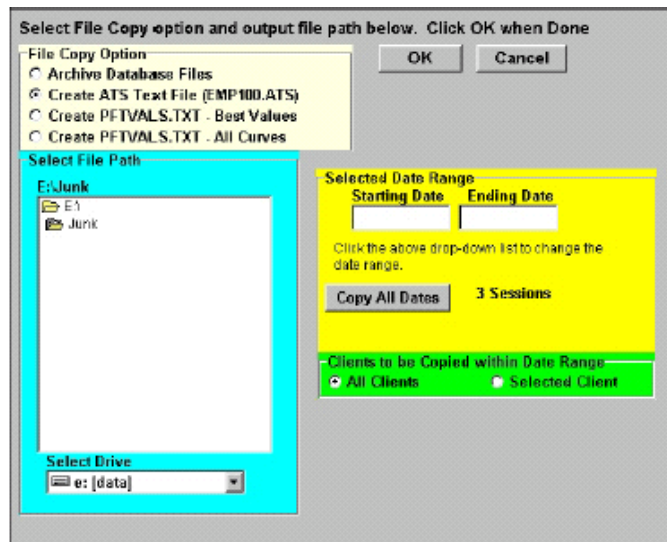 Select File Copy option and output file path below. Click OK when Done
File Copy Option
Archive Database Files
Create ATS Text File (EMP100.ATS)
Create PFTVALS.TXT - Best Values
Create PFTVALS.TXT - All Curves
OK
Cancel
Select File Path
E:\Junk
E:\
Junk
Select Drive
e: [data]
Selected Date Range
Starting Date
Ending Date
Click the above drop-down list to change the
date range.
Copy All Dates
3 Sessions
Clients to be Copied within Date Range
All Clients
Selected Client